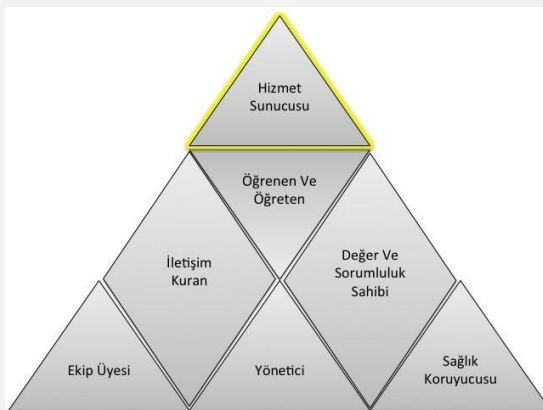 Hizmet
Sunucusu
Öğrenen Ve
Öğreten
İletişim
Kuran
Değer Ve
Sorumluluk
Sahibi
Ekip Üyesi
Yönetici
Sağlık
Koruyucusu